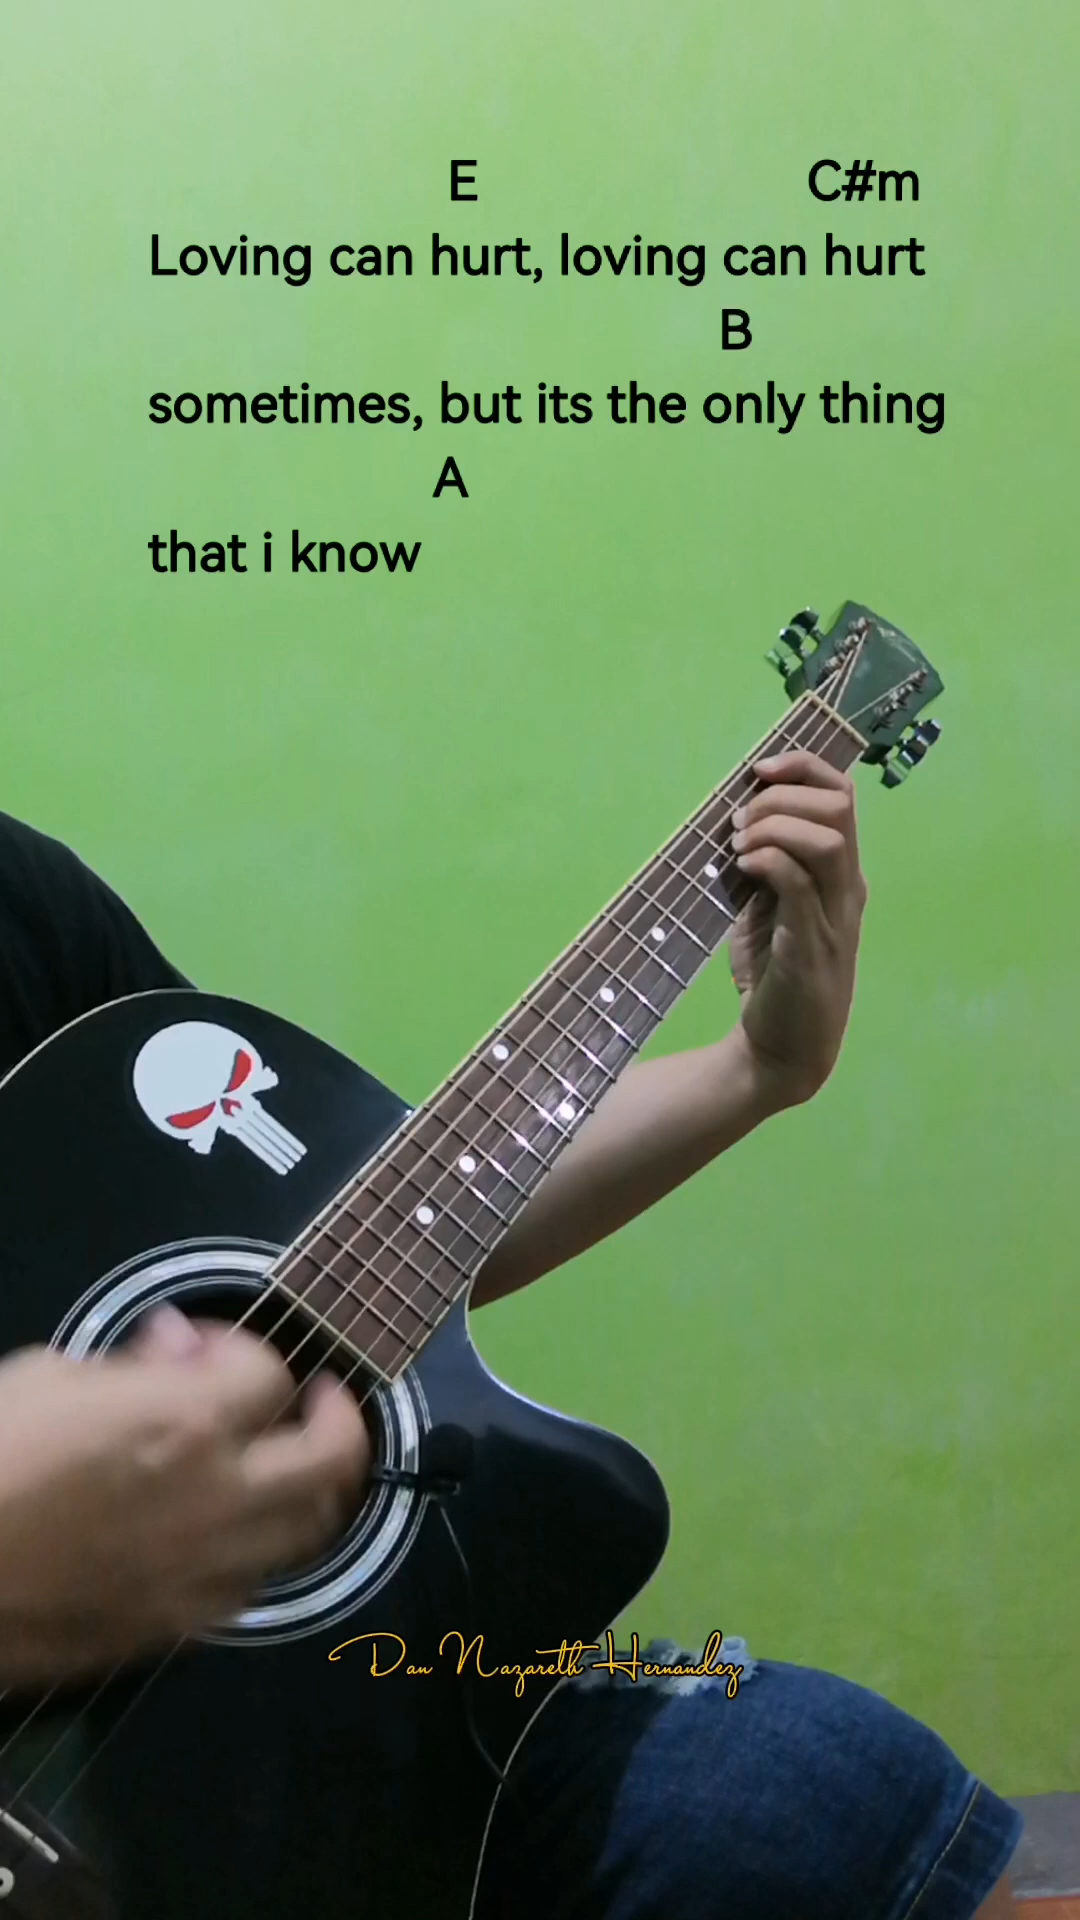 E C#m
Loving can hurt, loving can hurt
B
sometimes, but its the only thing
A
that i know
Dan Nazareth Hernandez